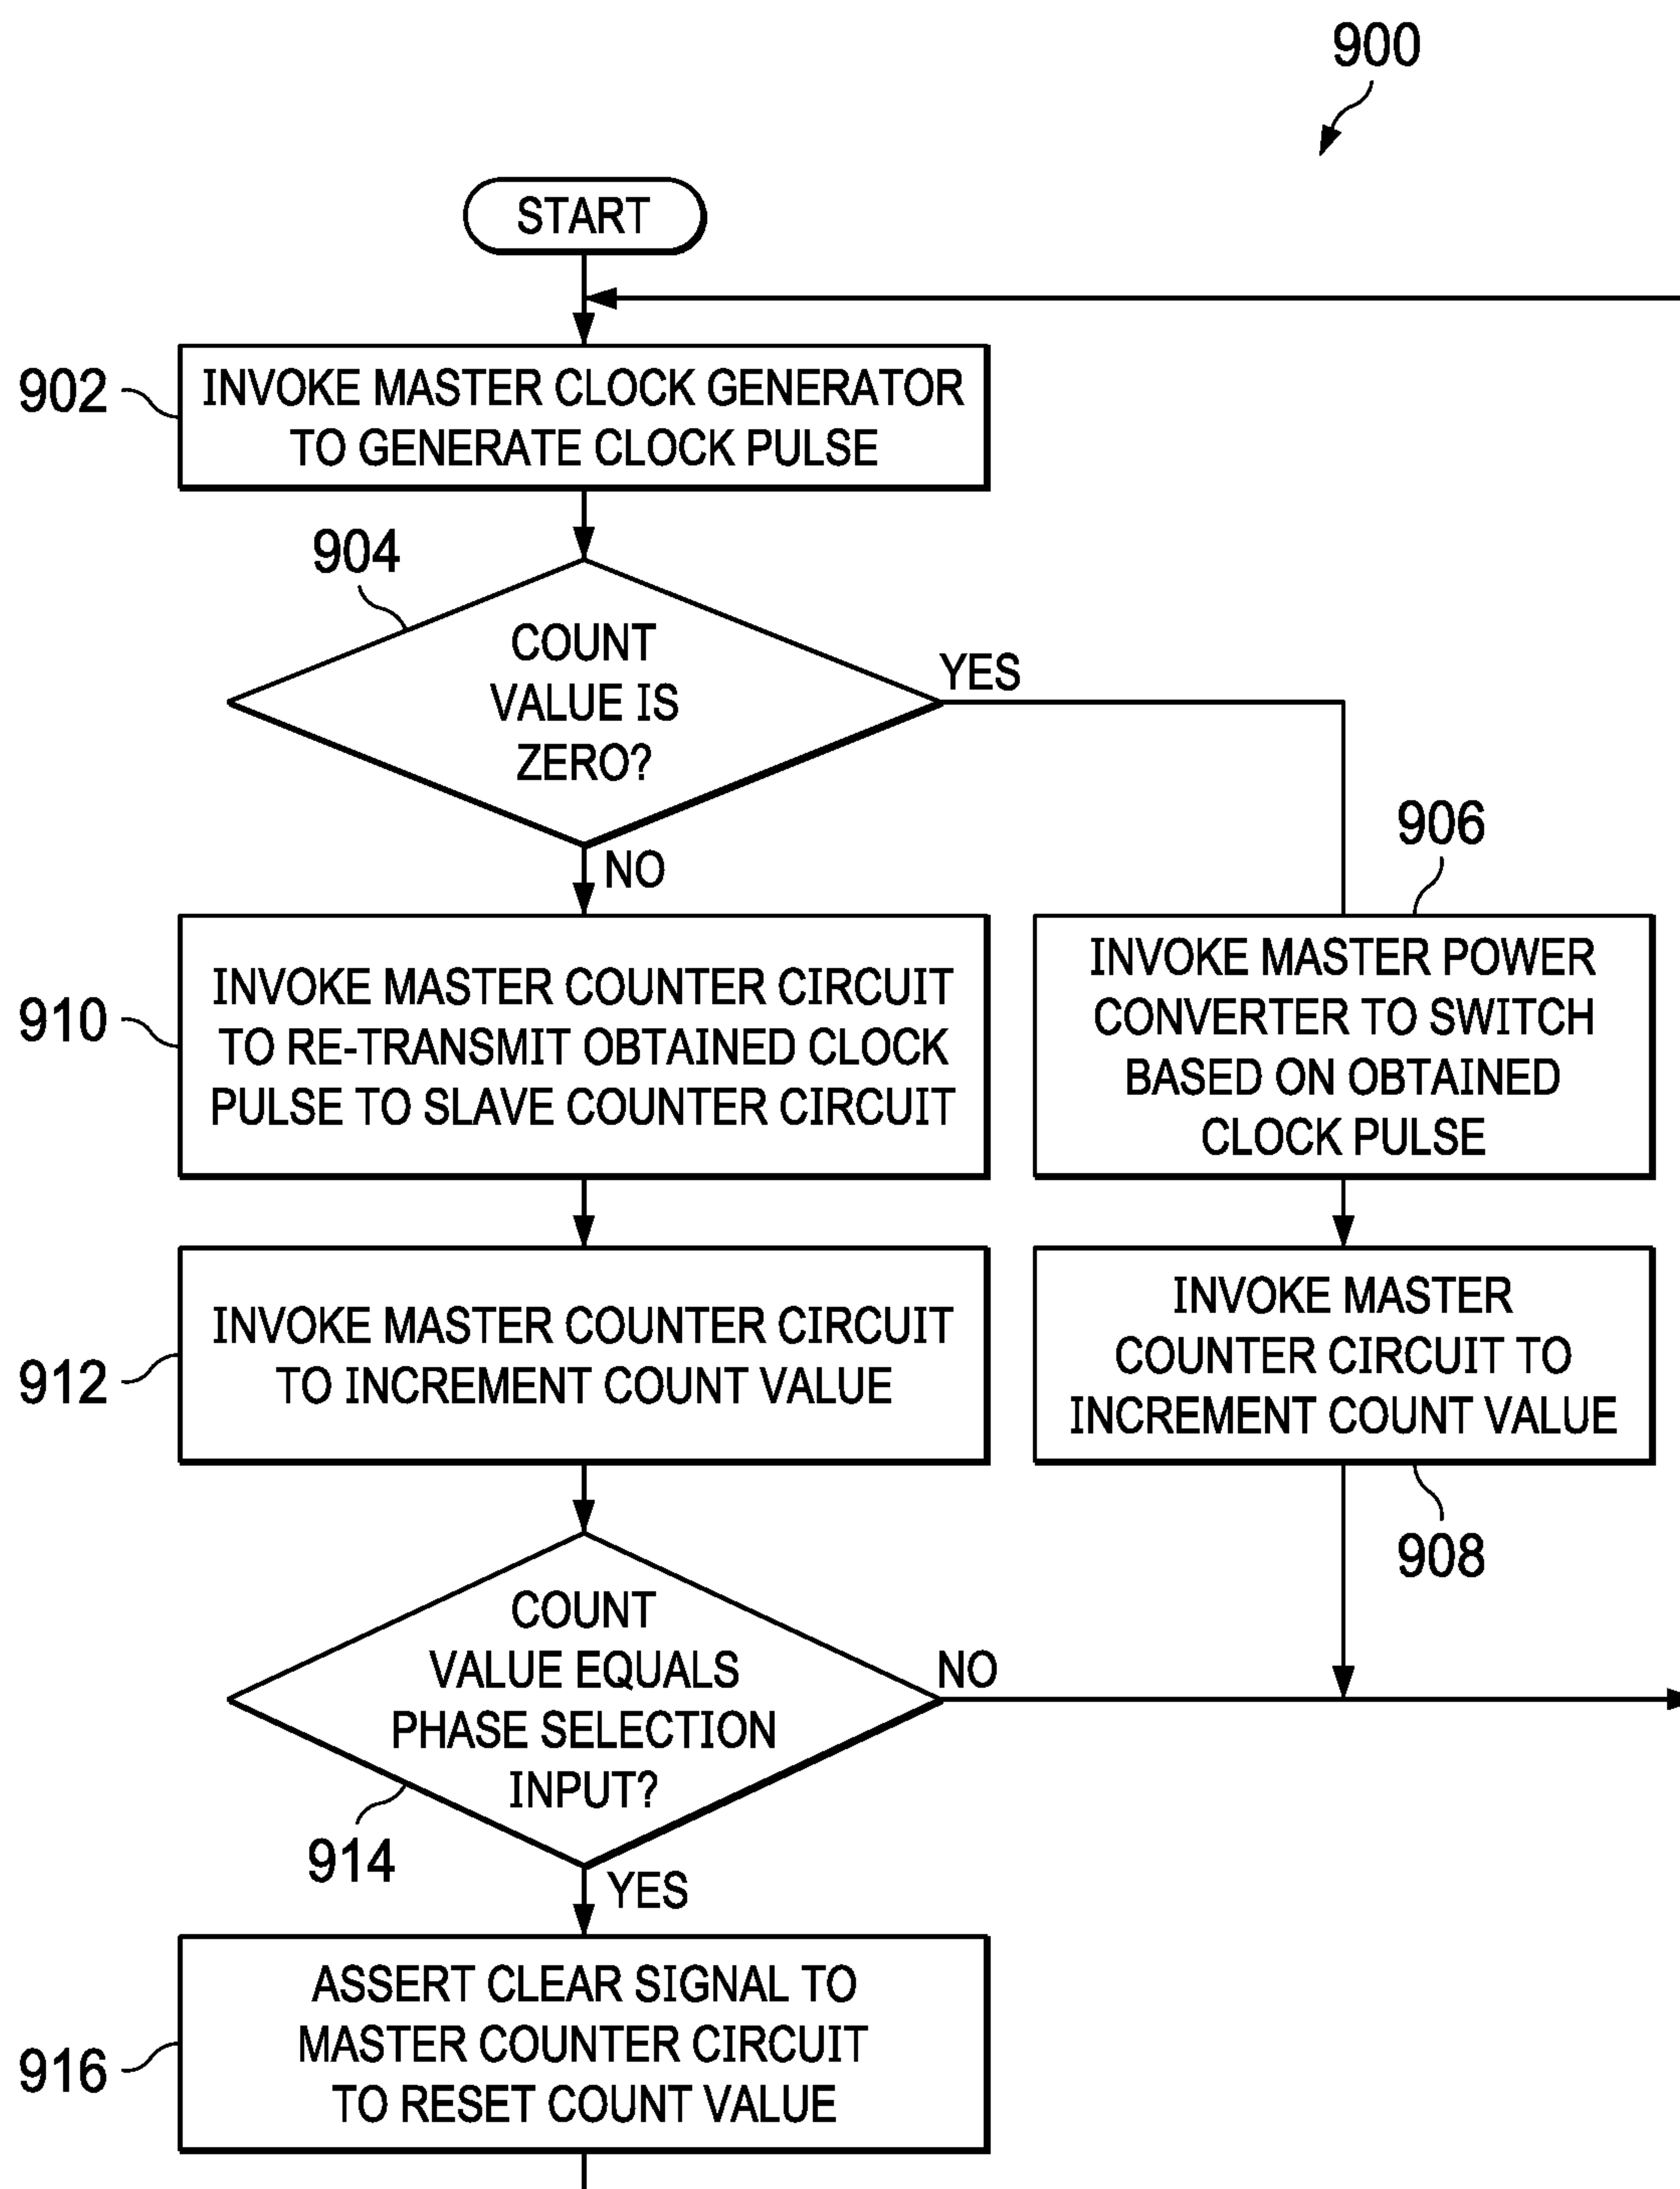 900
START
902
INVOKE MASTER CLOCK GENERATOR
TO GENERATE CLOCK PULSE
904
COUNT
VALUE IS
ZERO?
YES
NO
906
INVOKE MASTER POWER
CONVERTER TO SWITCH
BASED ON OBTAINED
CLOCK PULSE
910
INVOKE MASTER COUNTER CIRCUIT
TO RE-TRANSMIT OBTAINED CLOCK
PULSE TO SLAVE COUNTER CIRCUIT
912
INVOKE MASTER COUNTER CIRCUIT
TO INCREMENT COUNT VALUE
INVOKE MASTER
COUNTER CIRCUIT TO
INCREMENT COUNT VALUE
908
COUNT
VALUE EQUALS
PHASE SELECTION
INPUT?
NO
914
YES
916
ASSERT CLEAR SIGNAL TO
MASTER COUNTER CIRCUIT
TO RESET COUNT VALUE